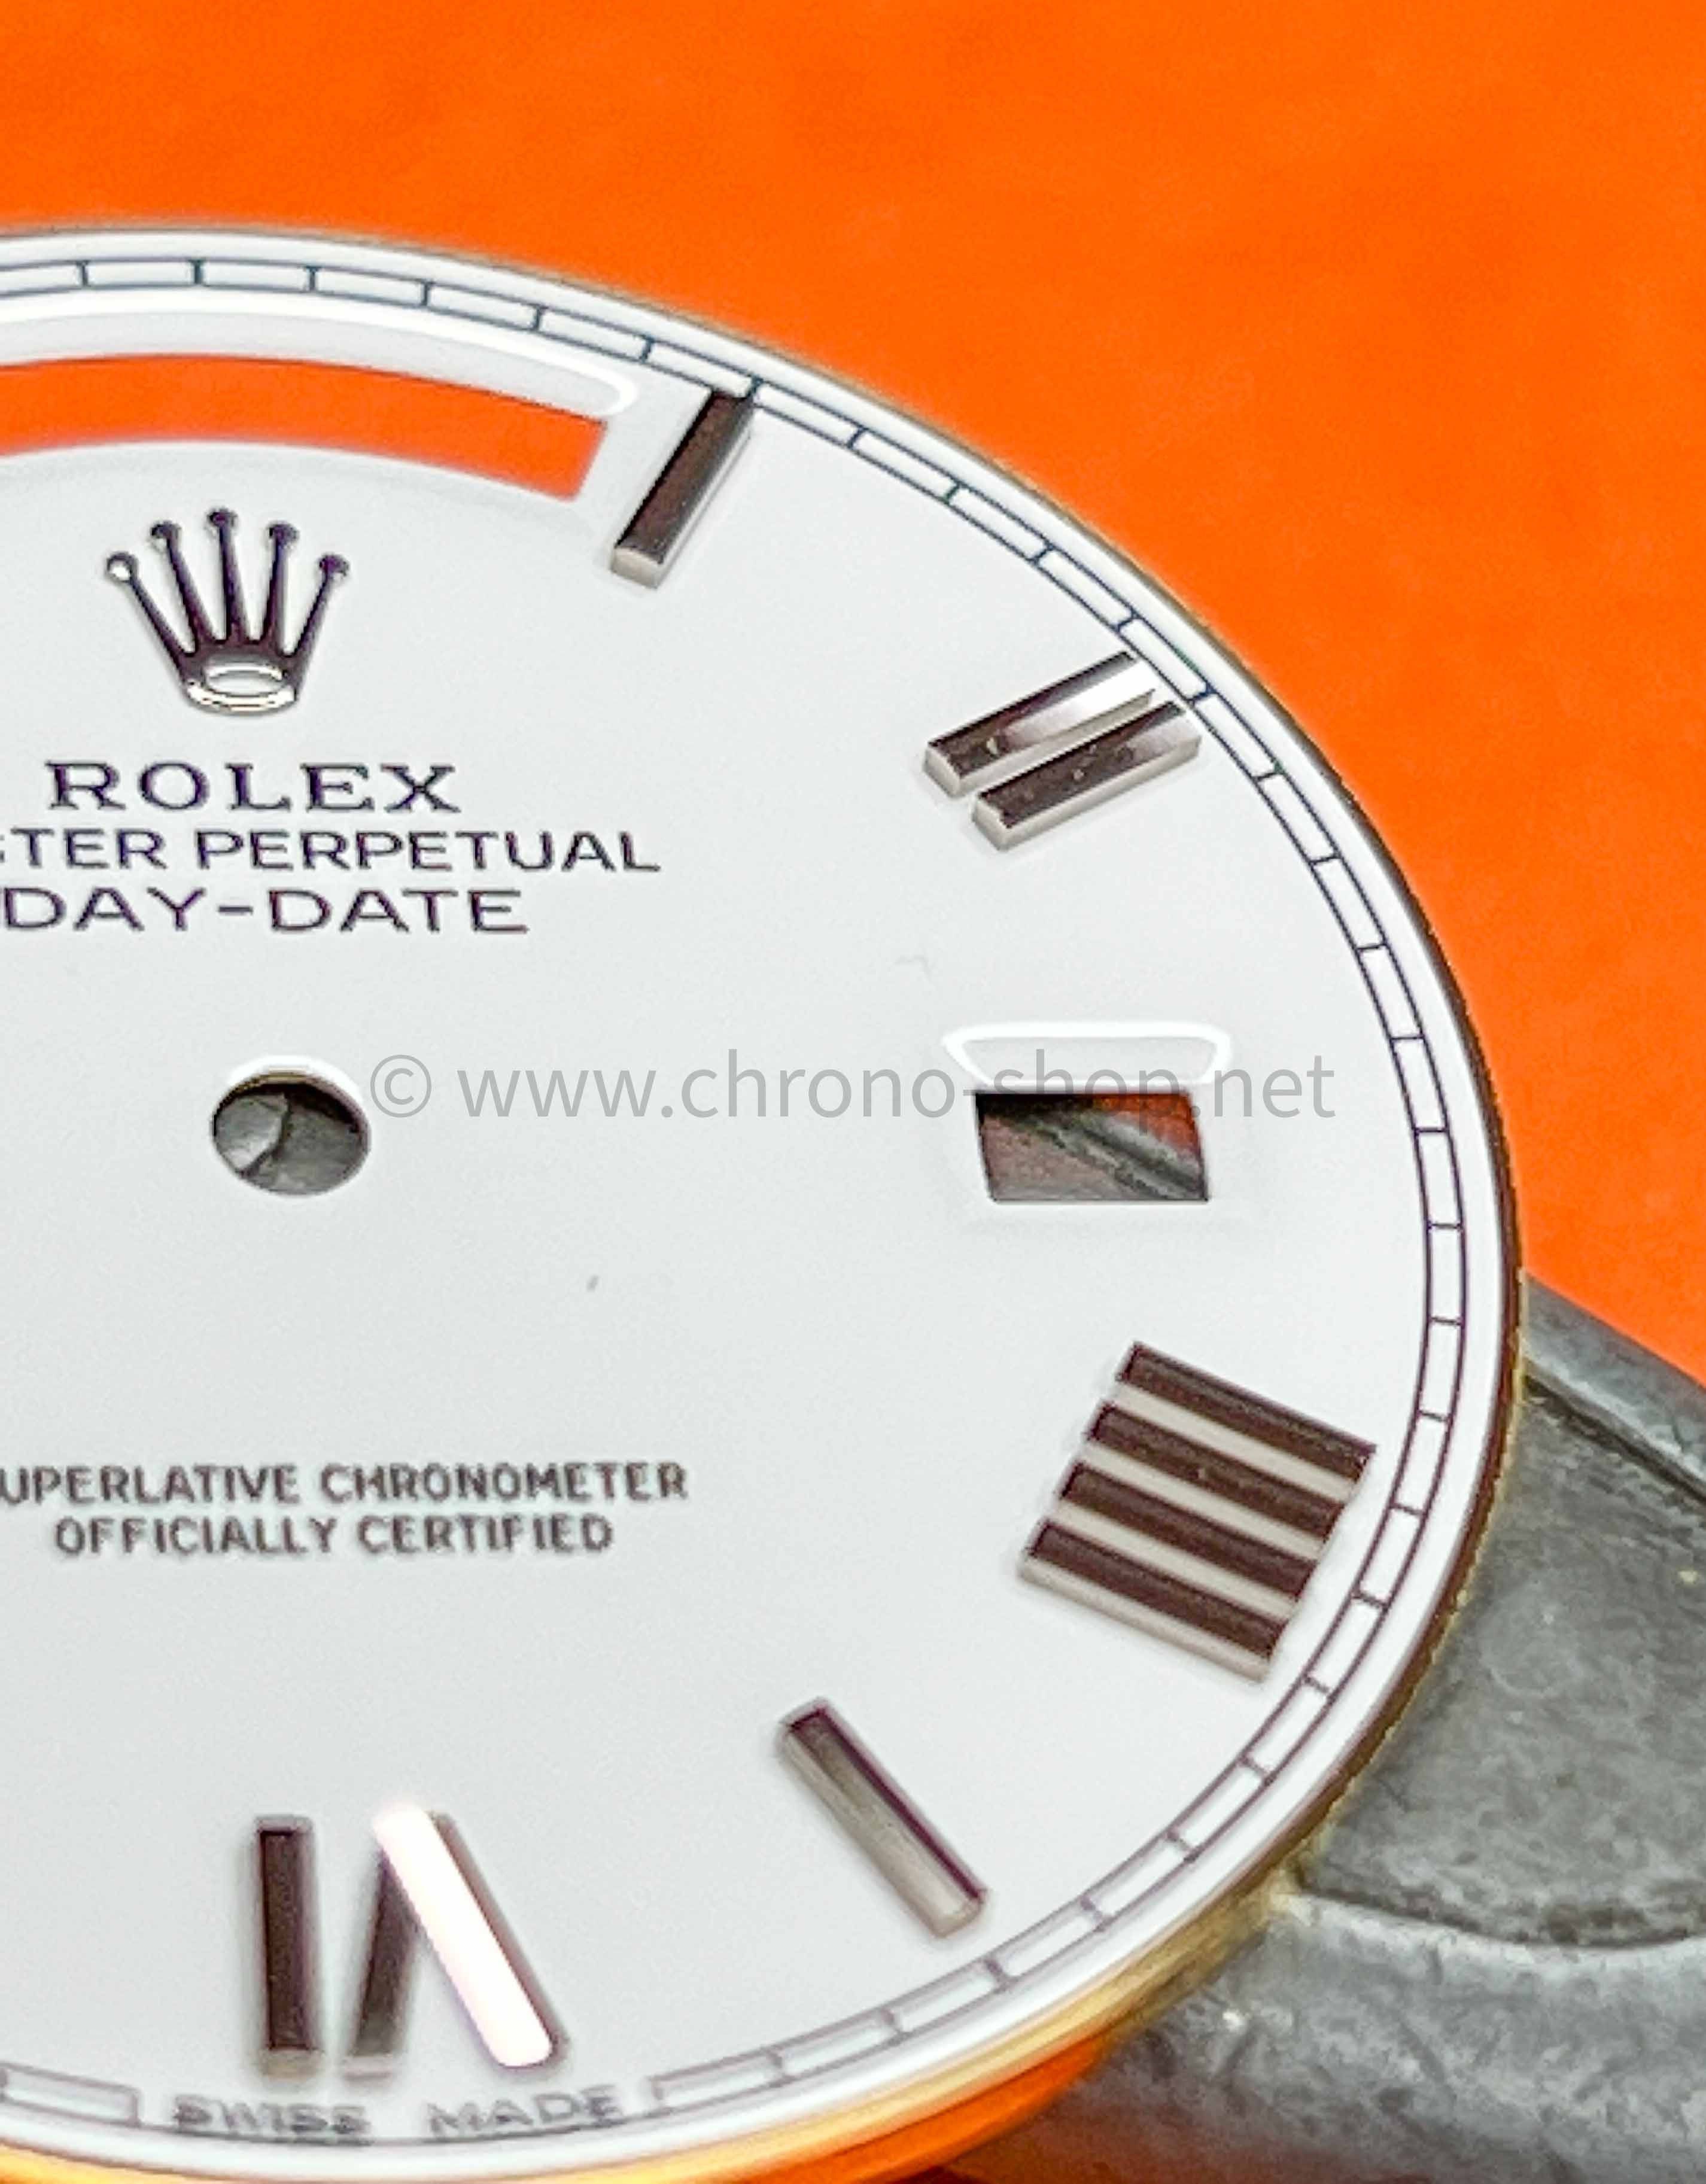 ROLEX
STER PERPETUAL
DAY-DATE
© www.chrono-shop.net
UPERLATIVE CHRONOMETER
OFFICIALLY CERTIFIED
SWISS MADE